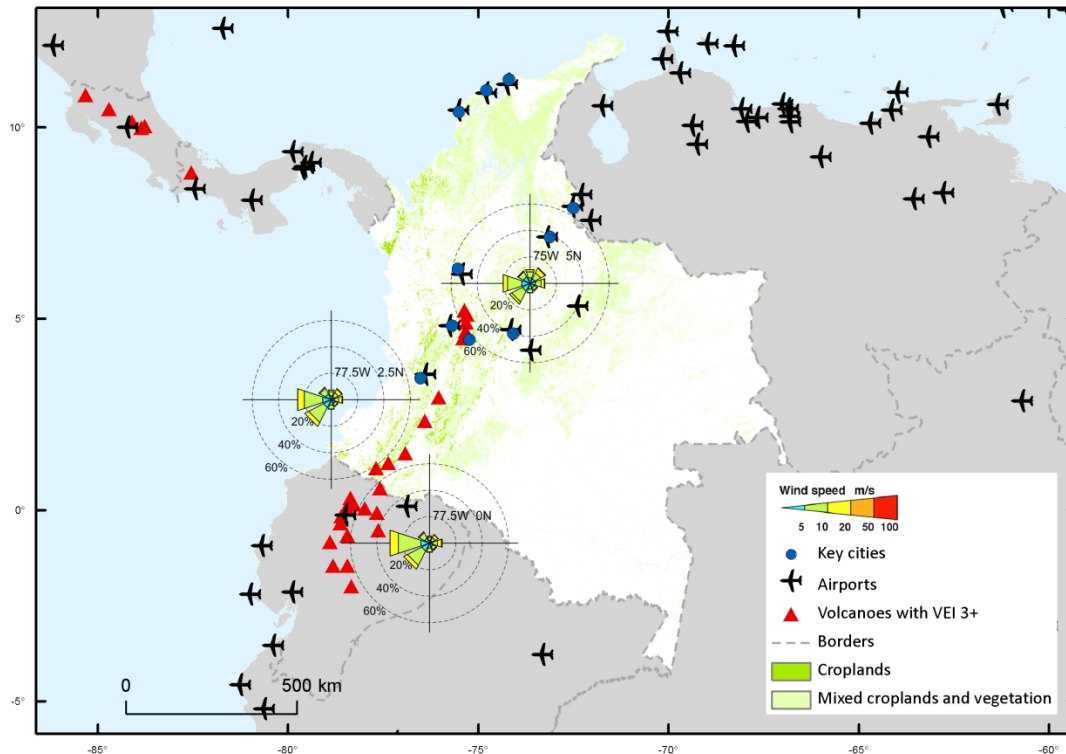 10°
5°
0°
-5°
75W 5N
20%
40%
60%
77.5W 2.5N
20%
40%
60%
77.5W 0N
20%
40%
60%
Wind speed m/s
5 10 20 50 100
Key cities
Airports
Volcanoes with VEI 3+
Borders
Croplands
Mixed croplands and vegetation
0 500 km
-85° -80° -75° -70° -65° -60°